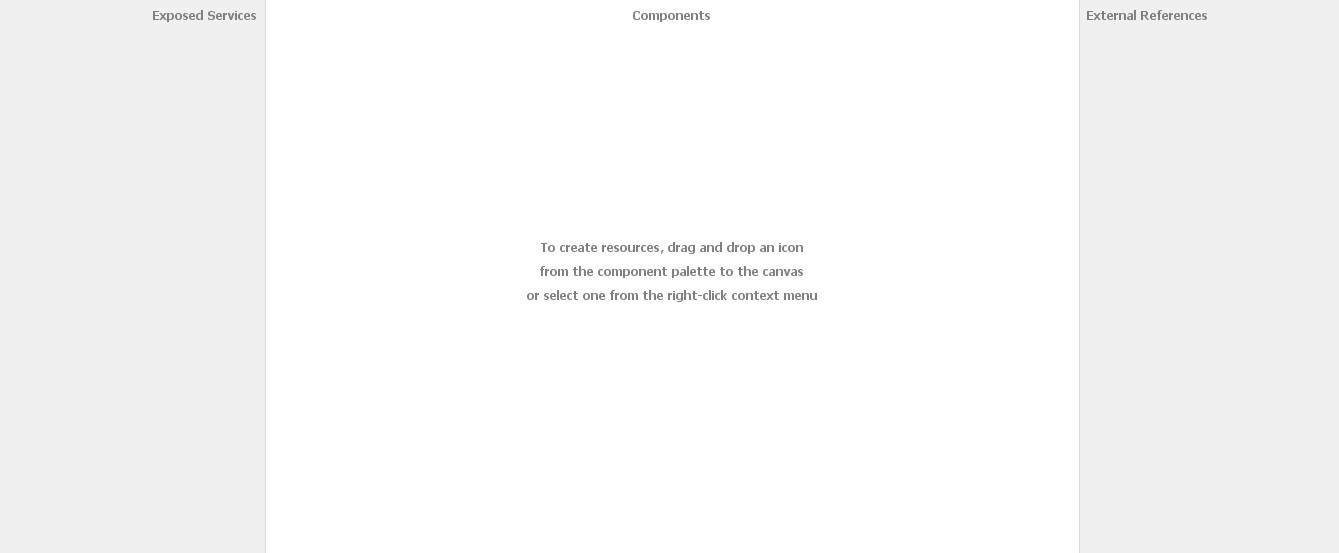 Exposed Services
Components
External References
To create resources, drag and drop an icon
from the component palette to the canvas
or select one from the right-click context menu